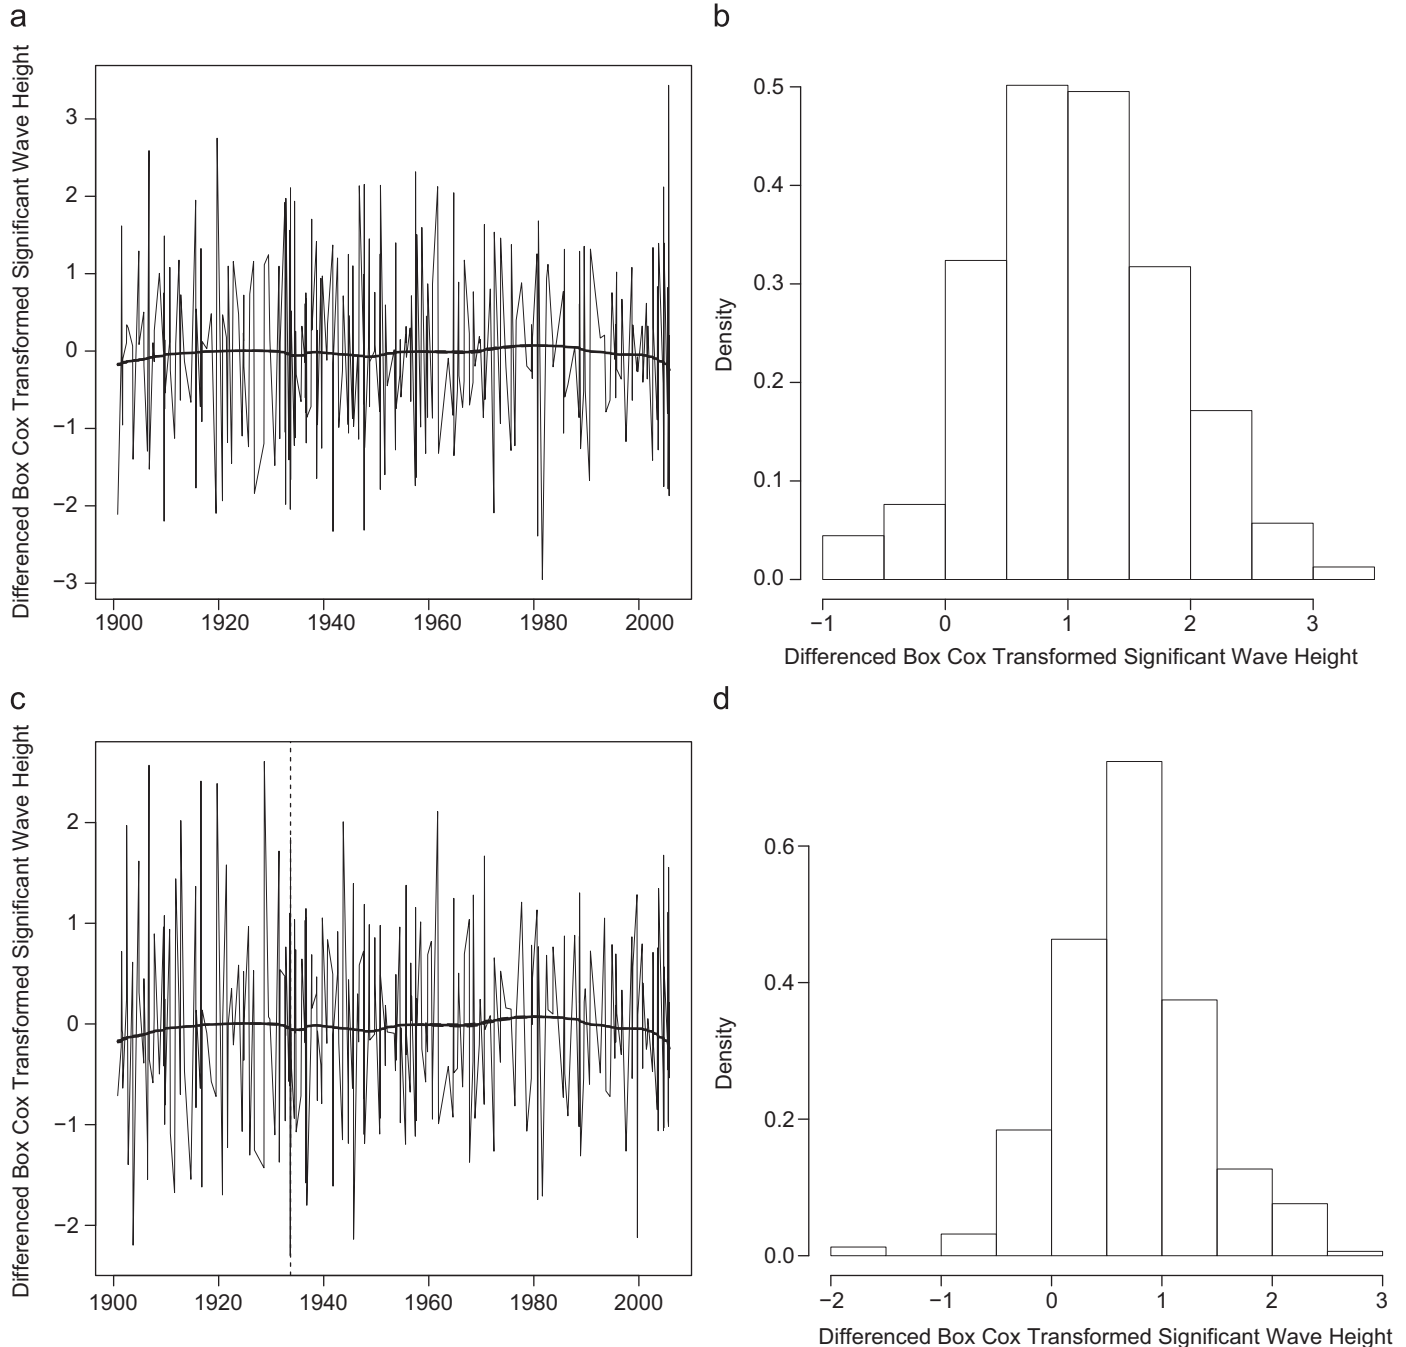 a
Differenced Box Cox Transformed Significant Wave Height
3
2
1
0
−1
−2
−3
1900 1920 1940 1960 1980 2000
b
Density
0.5
0.4
0.3
0.2
0.1
0.0
−1 0 1 2 3
Differenced Box Cox Transformed Significant Wave Height
c
Differenced Box Cox Transformed Significant Wave Height
2
1
0
−1
−2
1900 1920 1940 1960 1980 2000
d
Density
0.6
0.4
0.2
0.0
−2 −1 0 1 2 3
Differenced Box Cox Transformed Significant Wave Height